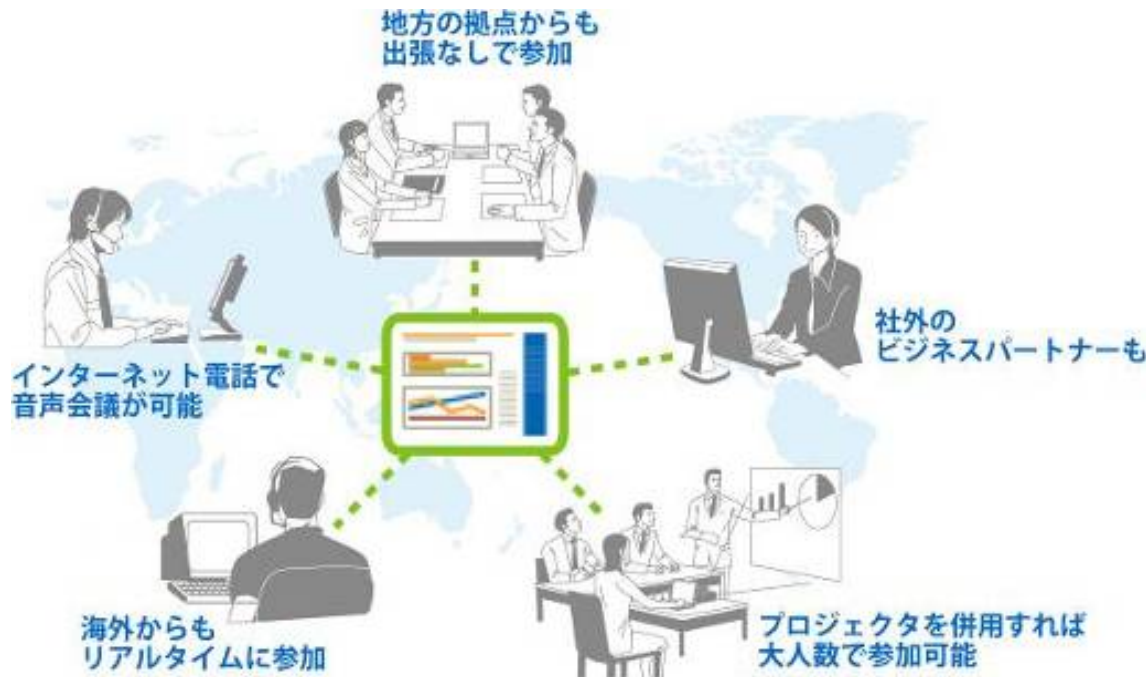 地方の拠点からも
出張なしで参加
インターネット電話で
音声会議が可能
社外の
ビジネスパートナーも
海外からも
リアルタイムに参加
プロジェクタを併用すれば
大人数で参加可能